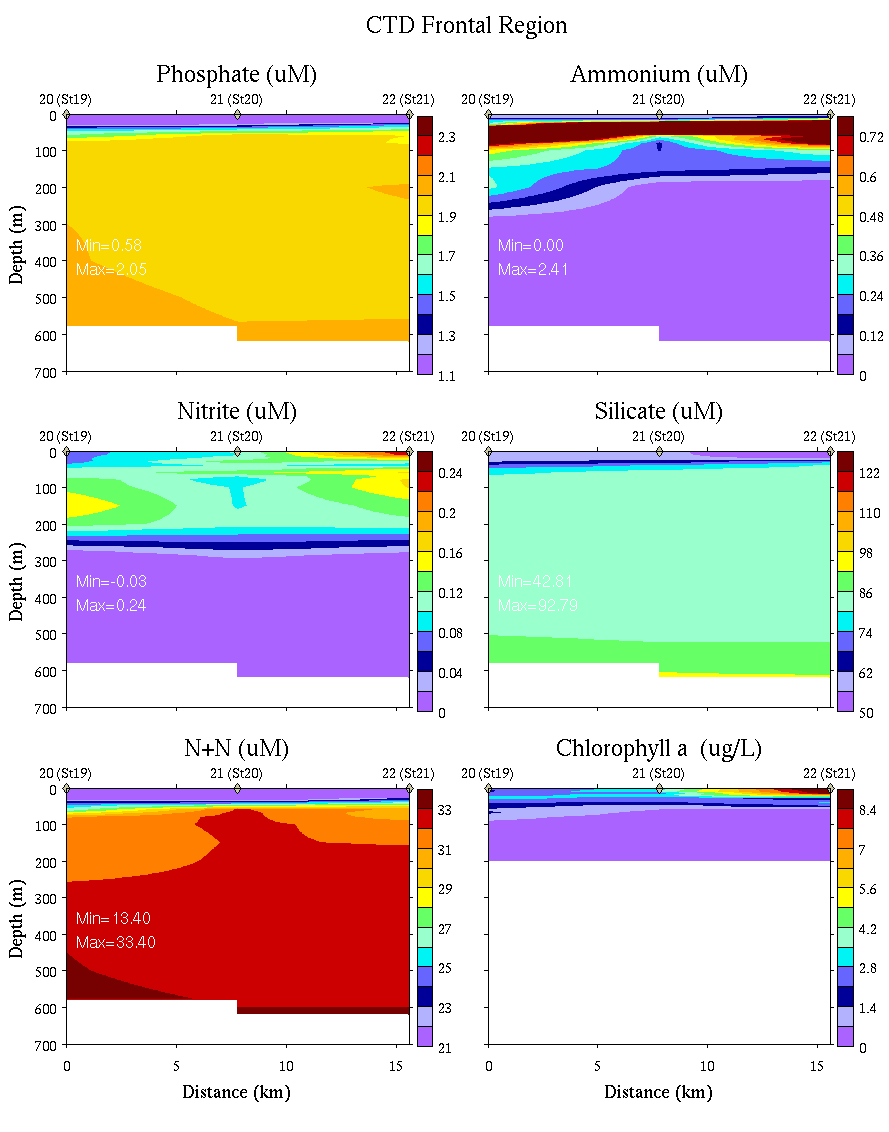 CTD Frontal Region
Phosphate (uM)
20 (St19) 21 (St20) 22 (St21)
0
100
200
300
400
500
600
700
Depth (m)
Min=0.58
Max=2.05
2.3
2.1
1.9
1.7
1.5
1.3
1.1
Ammonium (uM)
20 (St19) 21 (St20) 22 (St21)
Min=0.00
Max=2.41
0.72
0.6
0.48
0.36
0.24
0.12
0
Nitrite (uM)
20 (St19) 21 (St20) 22 (St21)
0
100
200
300
400
500
600
700
Depth (m)
Min=-0.03
Max=0.24
0.24
0.2
0.16
0.12
0.08
0.04
0
Silicate (uM)
20 (St19) 21 (St20) 22 (St21)
Min=42.81
Max=92.79
122
110
98
86
74
62
50
N+N (uM)
20 (St19) 21 (St20) 22 (St21)
0
100
200
300
400
500
600
700
Depth (m)
Min=13.40
Max=33.40
33
31
29
27
25
23
21
0 5 10 15
Distance (km)
Chlorophyll a (ug/L)
20 (St19) 21 (St20) 22 (St21)
8.4
7
5.6
4.2
2.8
1.4
0
0 5 10 15
Distance (km)